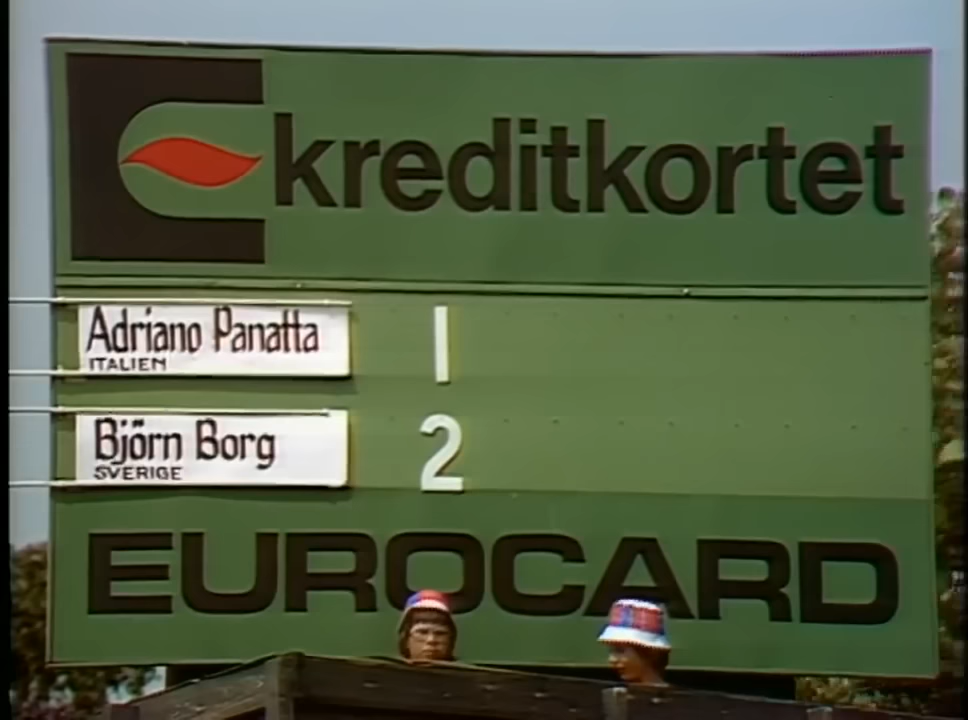 kreditkortet
Adriano Panatta 1
ITALIEN
Björn Borg 2
SVERIGE
EUROCARD